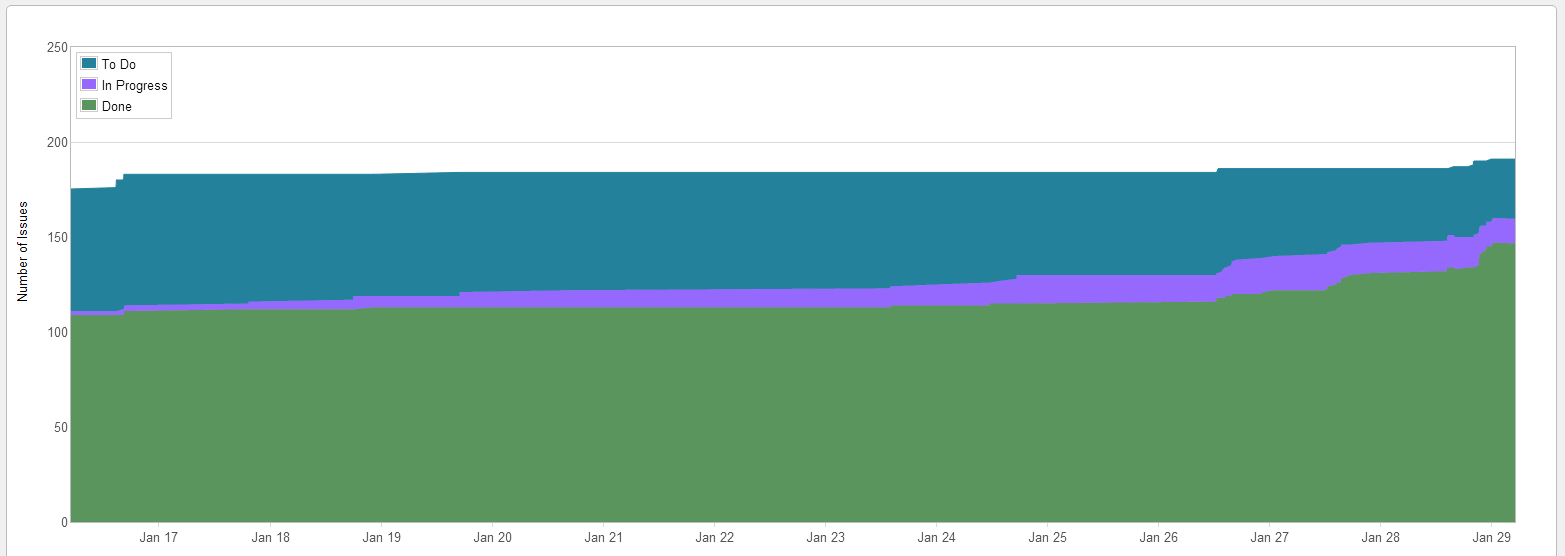 250
To Do
In Progress
Done
200
150
100
50
0
Number of Issues
Jan 17 Jan 18 Jan 19 Jan 20 Jan 21 Jan 22 Jan 23 Jan 24 Jan 25 Jan 26 Jan 27 Jan 28 Jan 29